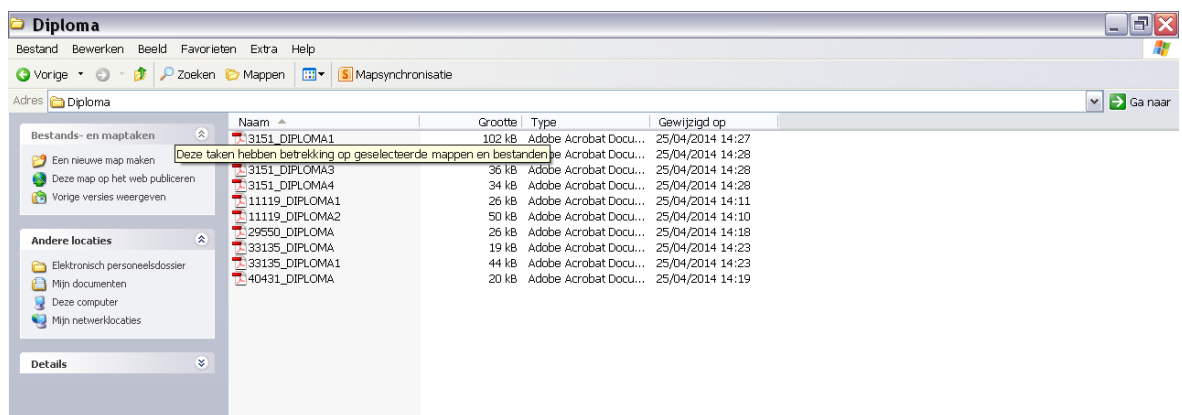 Diploma
Bestand Bewerken Beeld Favorieten Extra Help
Vorige Zoeken Mappen S Mapsynchronisatie
Adres Diploma Ga naar
Naam Grootte Type Gewijzigd op
Bestands- en maptaken
Een nieuwe map maken
Deze map op het web publiceren
Vorige versies weergeven
Andere locaties
Elektronisch personeelsdossier
Mijn documenten
Deze computer
Mijn netwerklocaties
Details
3151_DIPLOMA1 102 kB Adobe Acrobat Docu... 25/04/2014 14:27
Deze taken hebben betrekking op geselecteerde mappen en bestanden be Acrobat Docu... 25/04/2014 14:28
3151_DIPLOMA3 36 kB Adobe Acrobat Docu... 25/04/2014 14:28
3151_DIPLOMA4 34 kB Adobe Acrobat Docu... 25/04/2014 14:28
11119_DIPLOMA1 26 kB Adobe Acrobat Docu... 25/04/2014 14:11
11119_DIPLOMA2 50 kB Adobe Acrobat Docu... 25/04/2014 14:10
29550_DIPLOMA 26 kB Adobe Acrobat Docu... 25/04/2014 14:18
33135_DIPLOMA 19 kB Adobe Acrobat Docu... 25/04/2014 14:23
33135_DIPLOMA1 44 kB Adobe Acrobat Docu... 25/04/2014 14:23
40431_DIPLOMA 20 kB Adobe Acrobat Docu... 25/04/2014 14:19